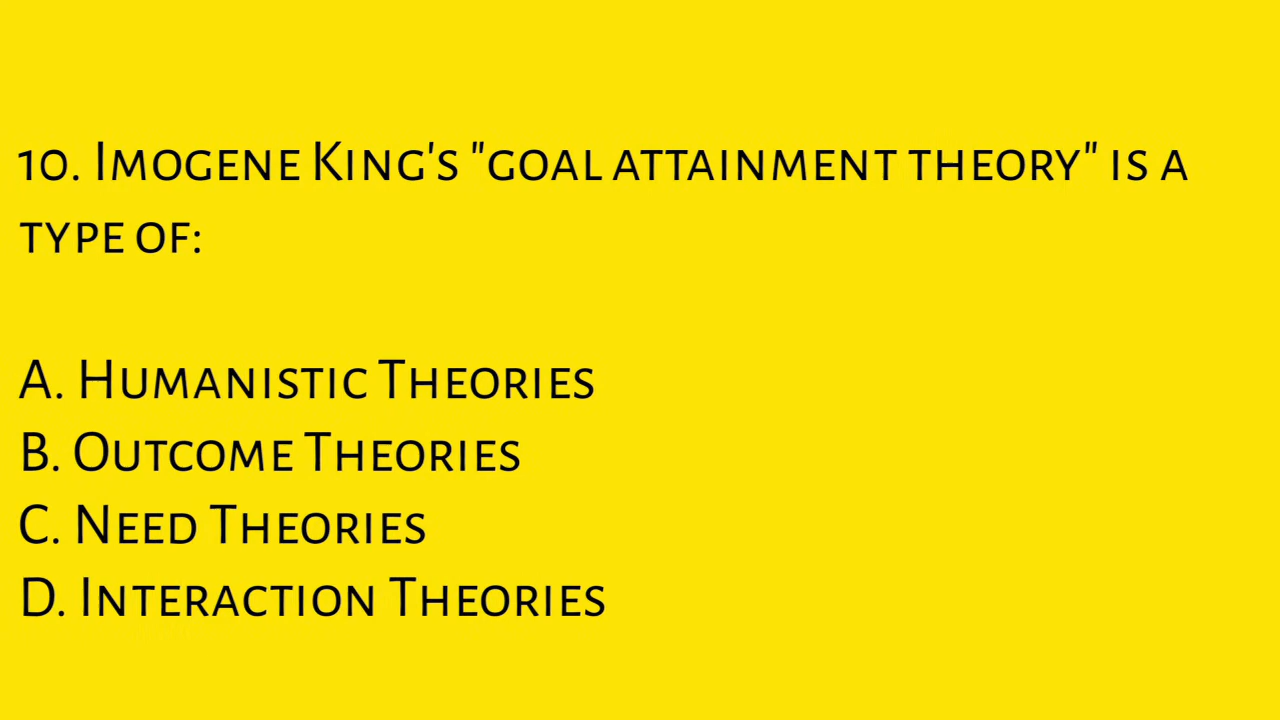 10. Imogene King's "goal attainment theory" is a
type of:
A. Humanistic Theories
B. Outcome Theories
C. Need Theories
D. Interaction Theories